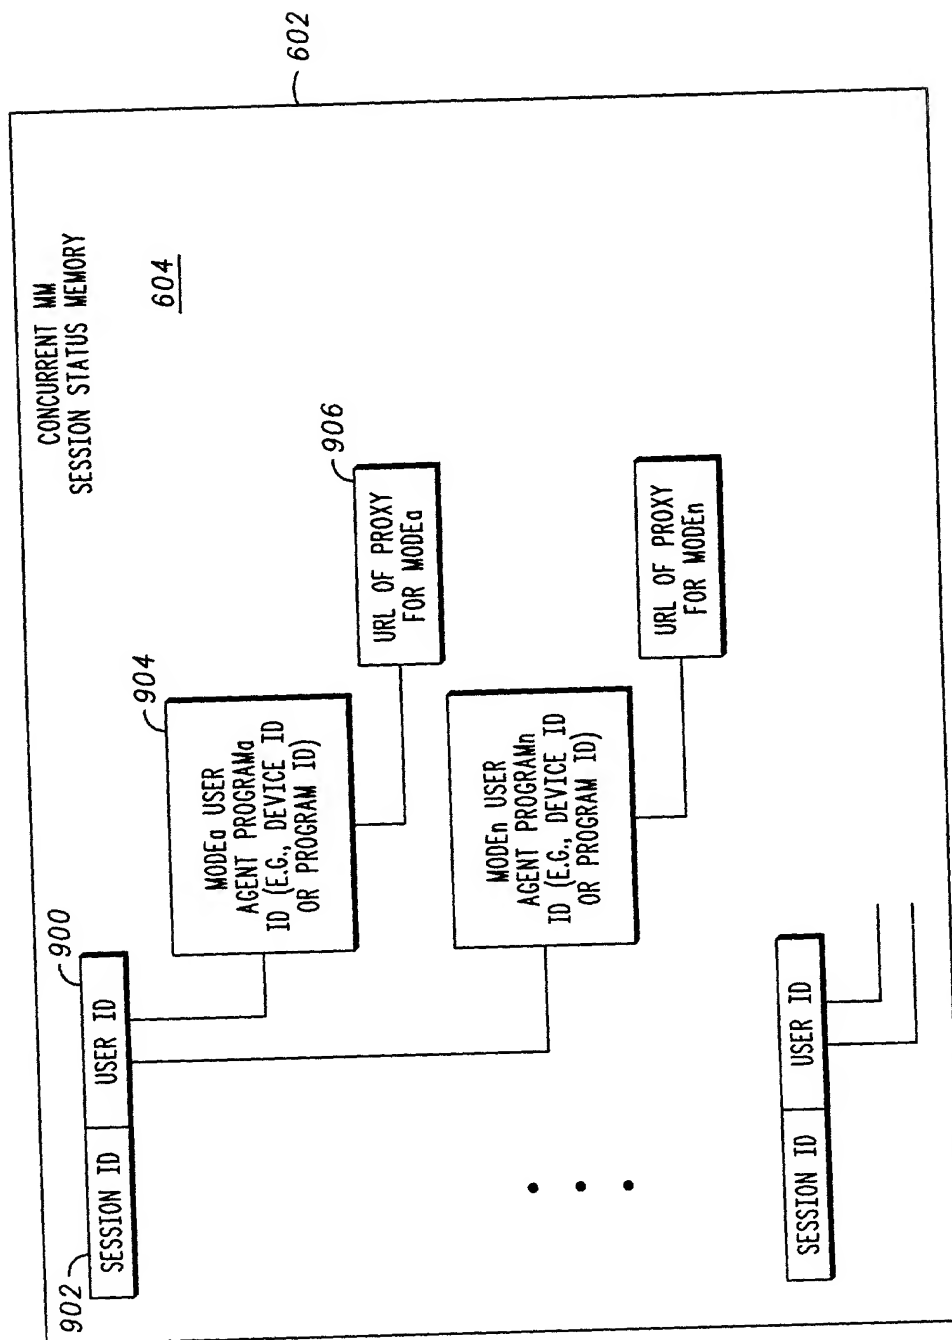 602
CONCURRENT MM
SESSION STATUS MEMORY
604
902
SESSION ID
USER ID
900
MODEa USER
AGENT PROGRAMa
ID (E.G., DEVICE ID
OR PROGRAM ID)
904
URL OF PROXY
FOR MODEa
906
MODEn USER
AGENT PROGRAMn
ID (E.G., DEVICE ID
OR PROGRAM ID)
URL OF PROXY
FOR MODEn
SESSION ID
USER ID